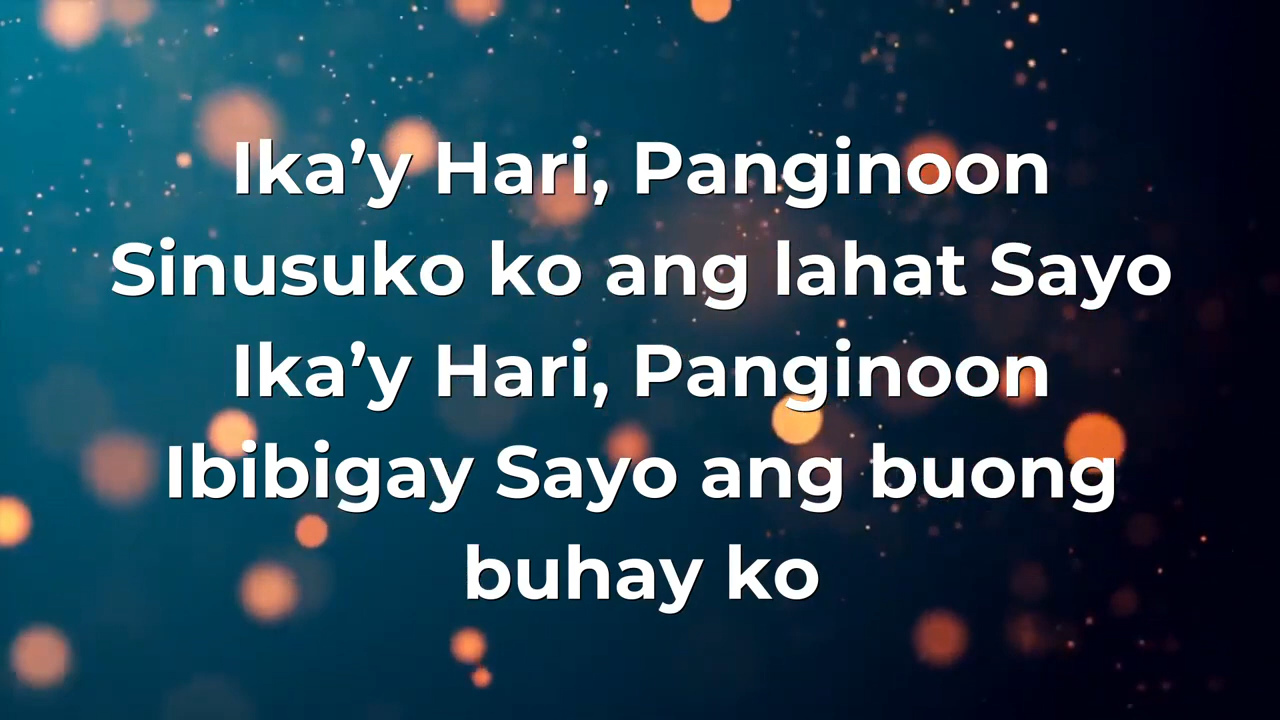 Ika’y Hari, Panginoon
Sinusuko ko ang lahat Sayo
Ika’y Hari, Panginoon
Ibibigay Sayo ang buong
buhay ko